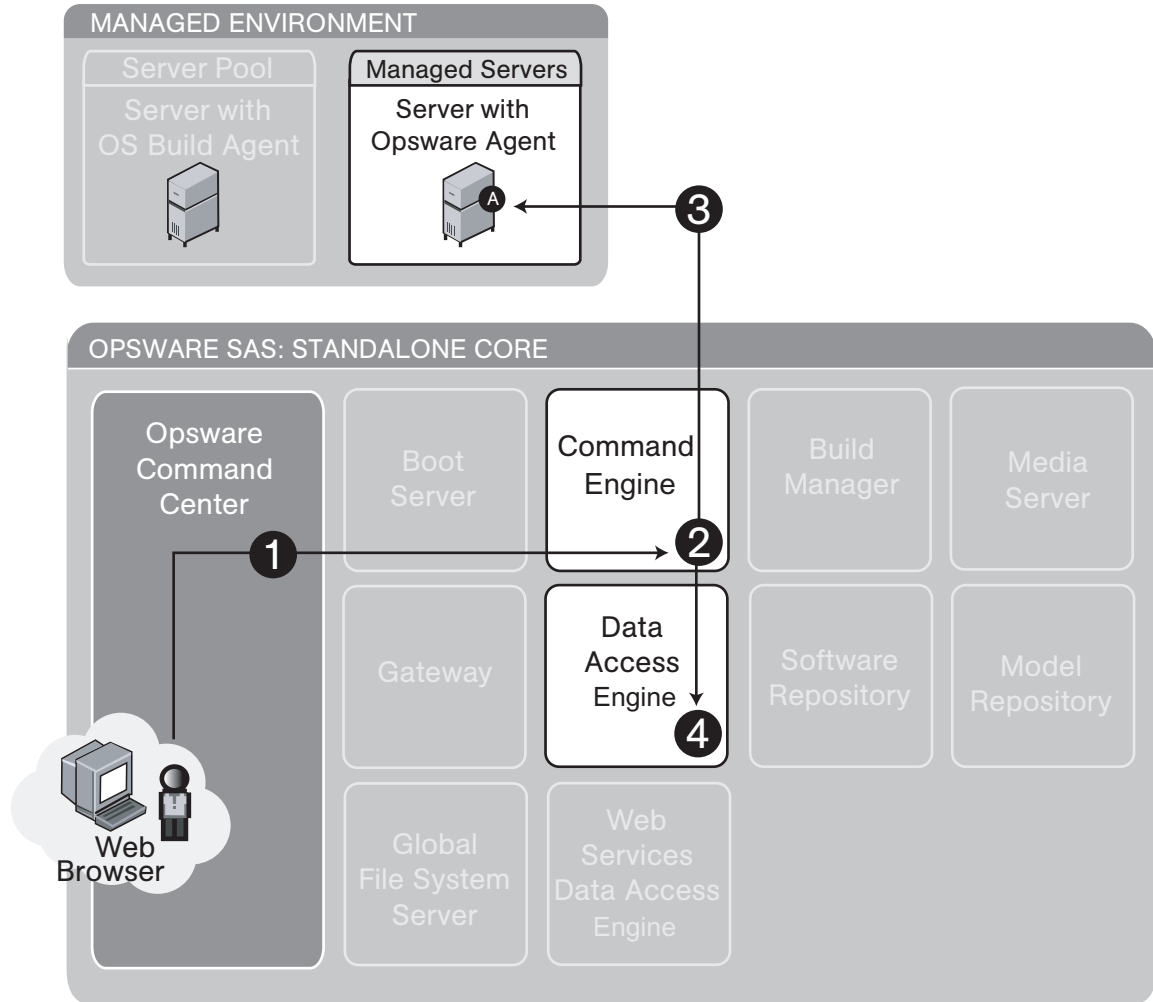 MANAGED ENVIRONMENT
Server Pool
Server with
OS Build Agent
Managed Servers
Server with
Opsware Agent
A
3
OPSWARE SAS: STANDALONE CORE
Opsware
Command
Center
1
Boot
Server
Command
Engine
2
Build
Manager
Media
Server
Gateway
Data
Access
Engine
4
Software
Repository
Model
Repository
Web
Browser
Global
File System
Server
Web
Services
Data Access
Engine